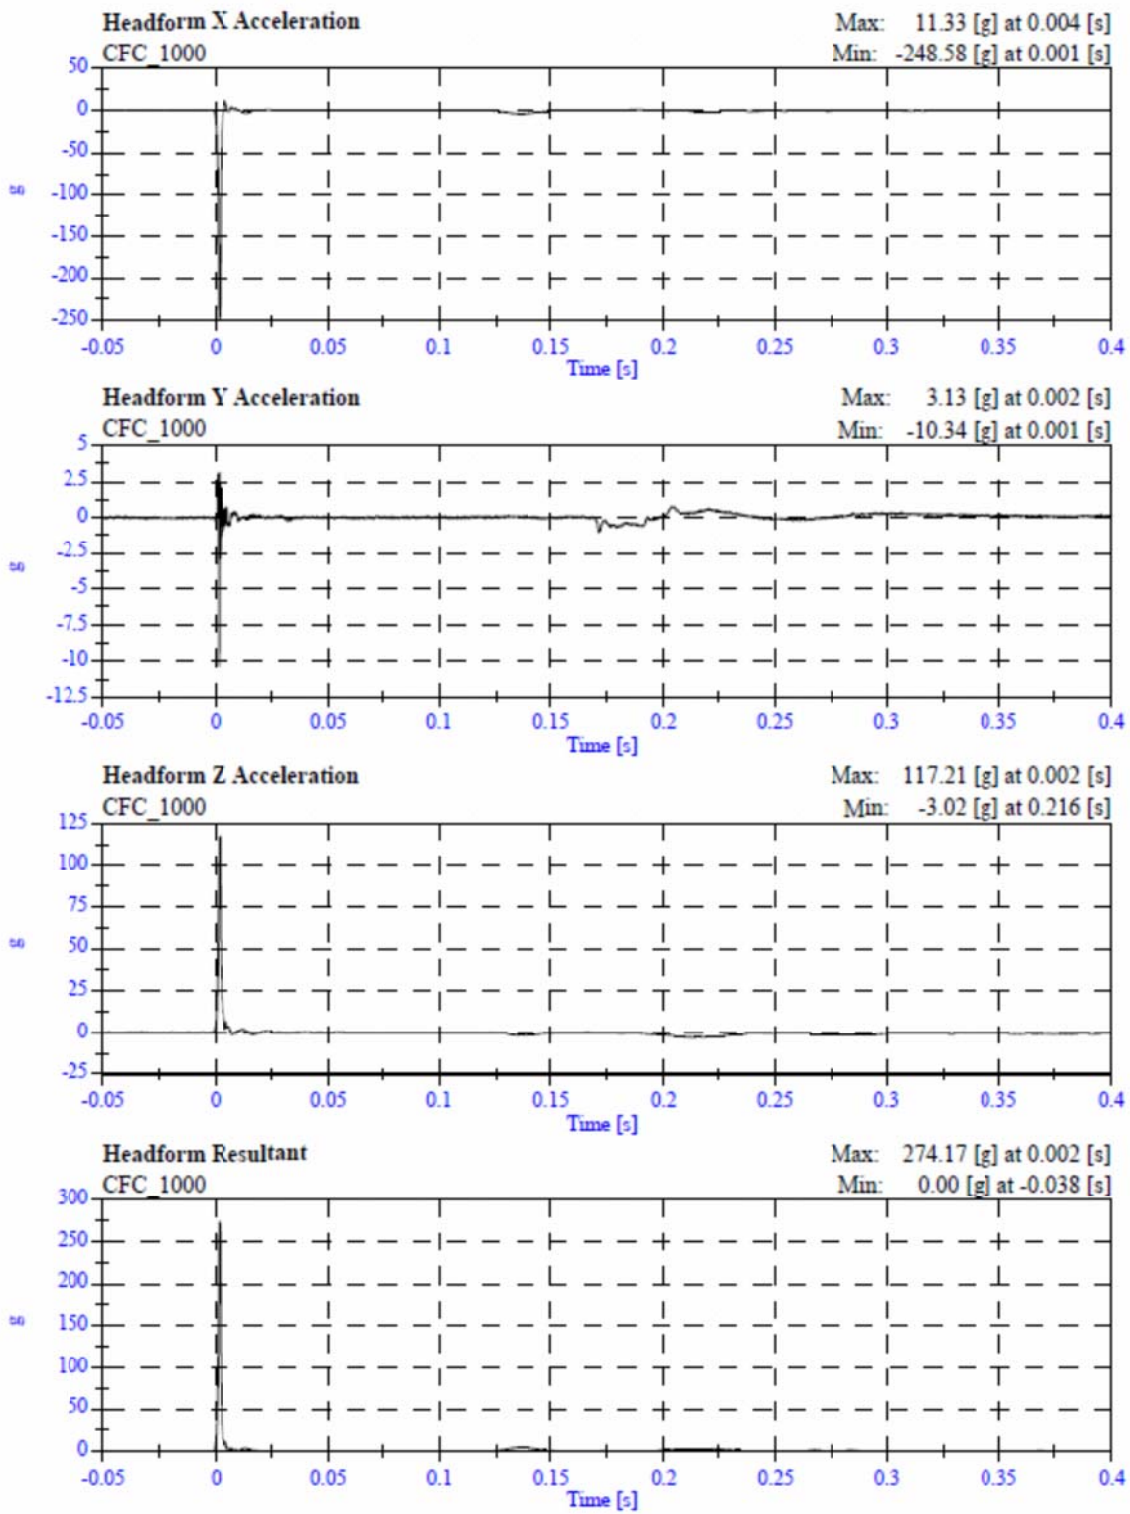 Headform X Acceleration Max: 11.33 [g] at 0.004 [s]
CFC_1000 Min: -248.58 [g] at 0.001 [s]
50
0
-50
-100
g
-150
-200
-250
-0.05 0 0.05 0.1 0.15 0.2 0.25 0.3 0.35 0.4
Time [s]
Headform Y Acceleration Max: 3.13 [g] at 0.002 [s]
CFC_1000 Min: -10.34 [g] at 0.001 [s]
5
2.5
0
-2.5
g
-5
-7.5
-10
-12.5
-0.05 0 0.05 0.1 0.15 0.2 0.25 0.3 0.35 0.4
Time [s]
Headform Z Acceleration Max: 117.21 [g] at 0.002 [s]
CFC_1000 Min: -3.02 [g] at 0.216 [s]
125
100
75
50
g
25
0
-25
-0.05 0 0.05 0.1 0.15 0.2 0.25 0.3 0.35 0.4
Time [s]
Headform Resultant Max: 274.17 [g] at 0.002 [s]
CFC_1000 Min: 0.00 [g] at -0.038 [s]
300
250
200
150
g
100
50
0
-0.05 0 0.05 0.1 0.15 0.2 0.25 0.3 0.35 0.4
Time [s]